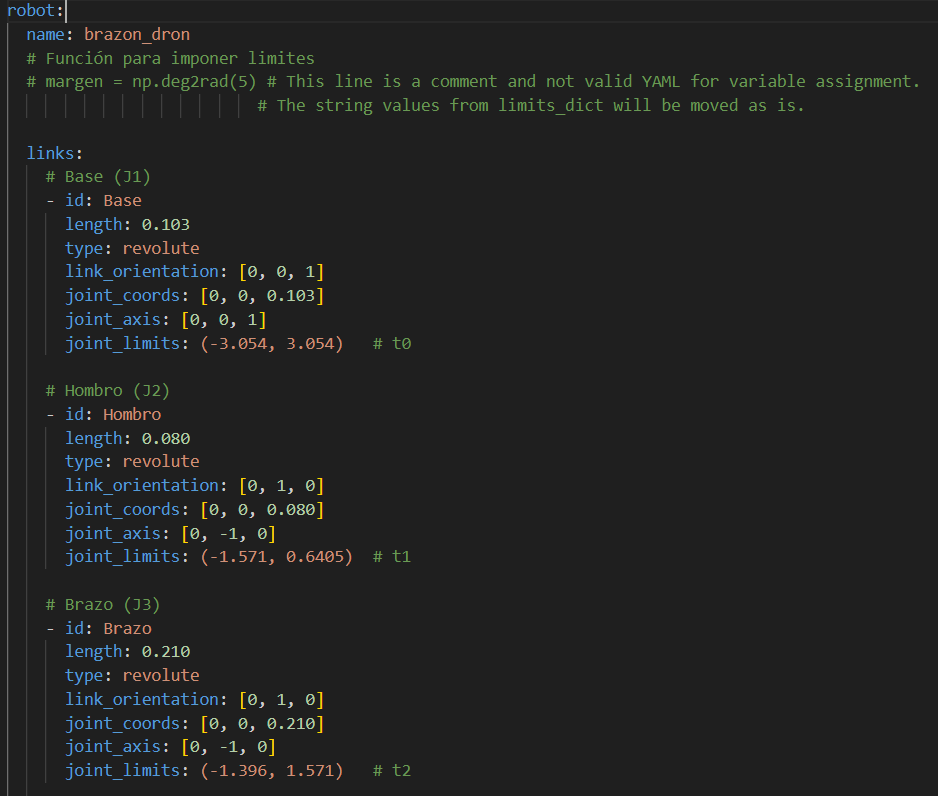 robot:
  name: brazon_dron
  # Función para imponer limites
  # margen = np.deg2rad(5) # This line is a comment and not valid YAML for variable assignment.
                          # The string values from limits_dict will be moved as is.
  links:
    # Base (J1)
    - id: Base
      length: 0.103
      type: revolute
      link_orientation: [0, 0, 1]
      joint_coords: [0, 0, 0.103]
      joint_axis: [0, 0, 1]
      joint_limits: (-3.054, 3.054)   # t0
    # Hombro (J2)
    - id: Hombro
      length: 0.080
      type: revolute
      link_orientation: [0, 1, 0]
      joint_coords: [0, 0, 0.080]
      joint_axis: [0, -1, 0]
      joint_limits: (-1.571, 0.6405)  # t1
    # Brazo (J3)
    - id: Brazo
      length: 0.210
      type: revolute
      link_orientation: [0, 1, 0]
      joint_coords: [0, 0, 0.210]
      joint_axis: [0, -1, 0]
      joint_limits: (-1.396, 1.571)   # t2